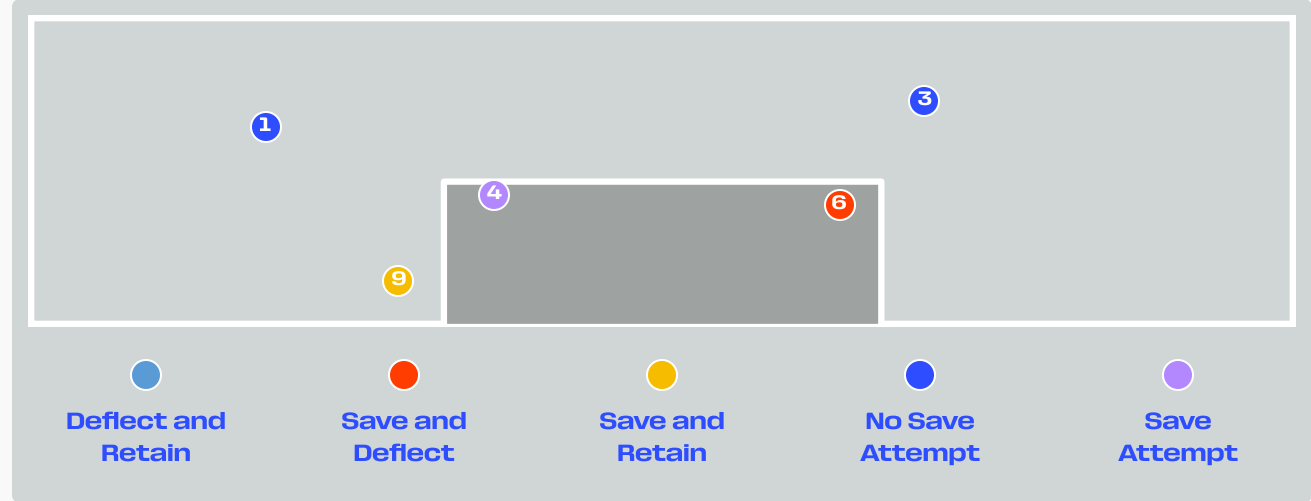 3
1
4
6
9
Deflect and
Retain
Save and
Deflect
Save and
Retain
No Save
Attempt
Save
Attempt